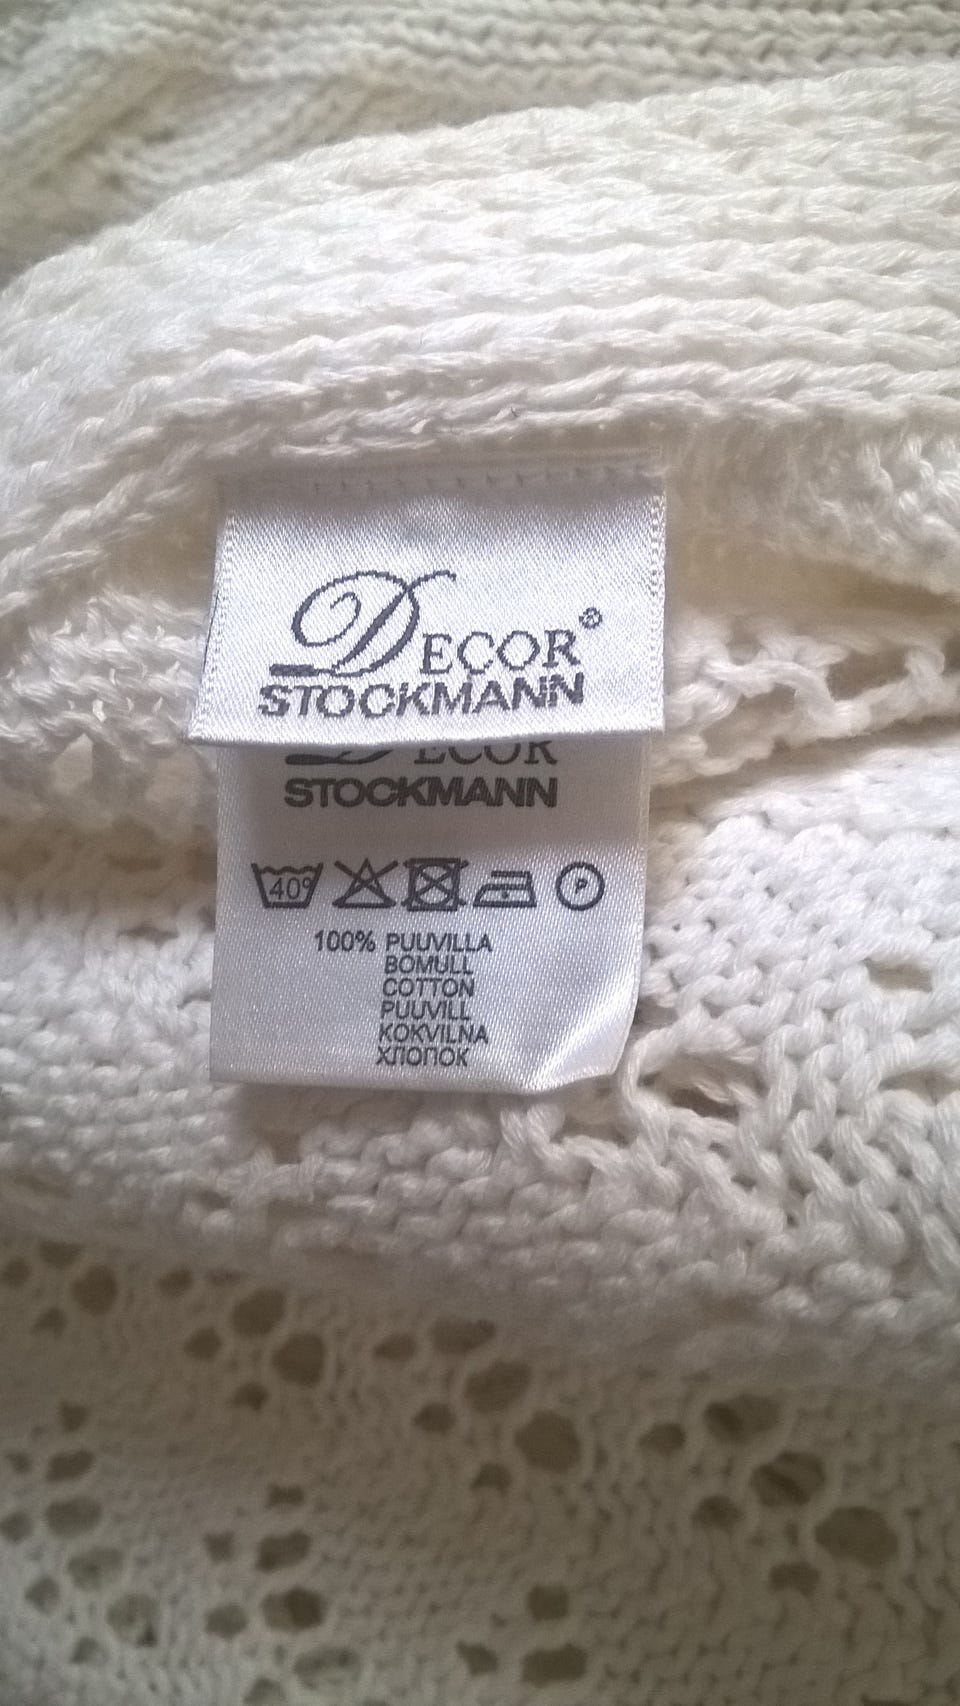 DECOR®
STOCKMANN
DECOR
STOCKMANN
40° P
100% PUUVILLA
BOMULL
COTTON
PUUVILL
KOKVILNA
ХЛОПОК